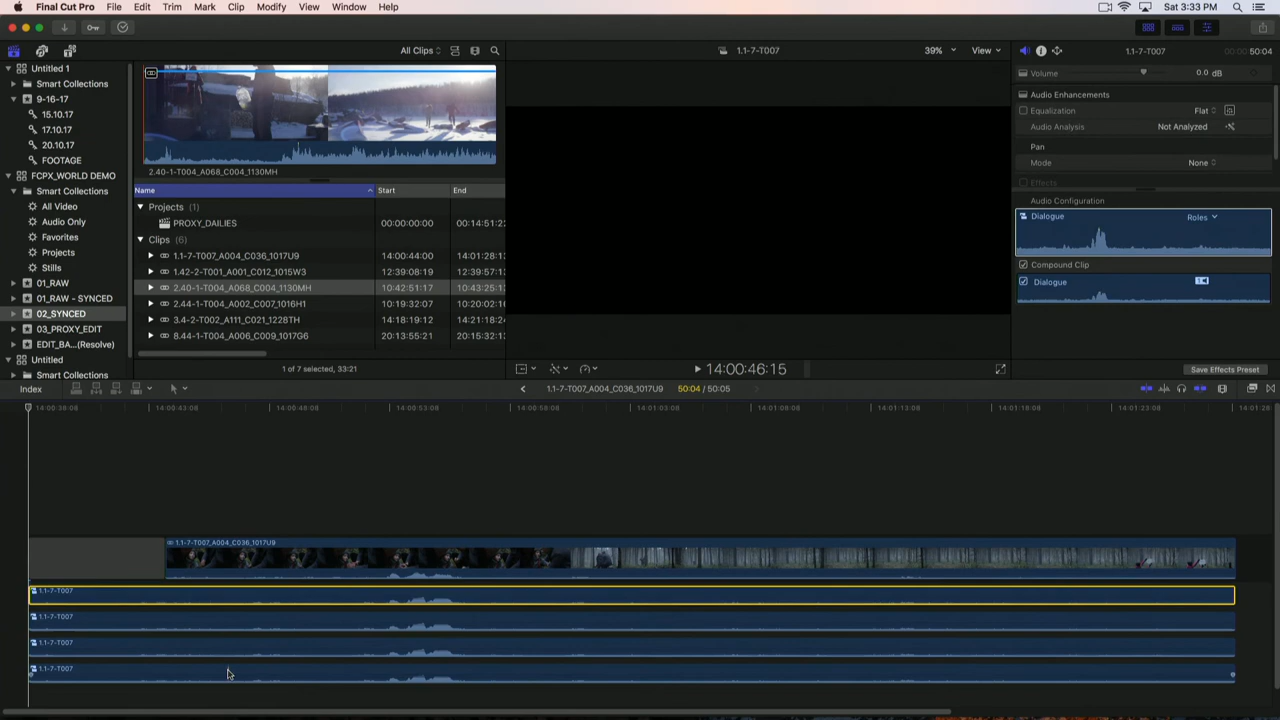 Final Cut Pro File Edit Trim Mark Clip Modify View Window Help Sat 3:33 PM
All Clips 1.1-7-T007 39% View 1.1-7-T007 00:00 50:04
Untitled 1
Smart Collections
9-16-17
15.10.17
17.10.17
20.10.17
FOOTAGE
FCPX_WORLD DEMO
Smart Collections
All Video
Audio Only
Favorites
Projects
Stills
01_RAW
01_RAW - SYNCED
02_SYNCED
03_PROXY_EDIT
EDIT_BA...(Resolve)
Untitled
Smart Collections
2.40-1-T004_A068_C004_1130MH
Name Start End
Projects (1)
PROXY_DAILIES 00:00:00:00 00:14:51:2
Clips (6)
1.1-7-T007_A004_C036_1017U9 14:00:44:00 14:01:28:1
1.42-2-T001_A001_C012_1015W3 12:39:08:19 12:39:57:1
2.40-1-T004_A068_C004_1130MH 10:42:51:17 10:43:25:1
2.44-1-T004_A002_C007_1016H1 10:19:32:07 10:20:02:1
3.4-2-T002_A111_C021_1228TH 14:18:19:12 14:21:18:2
8.44-1-T004_A006_C009_1017G6 20:13:55:21 20:15:32:1
1 of 7 selected, 33:21
14:00:46:15
Volume 0.0 dB
Audio Enhancements
Equalization Flat
Audio Analysis Not Analyzed
Pan
Mode None
Effects
Audio Configuration
Dialogue Roles
Compound Clip
Dialogue
Save Effects Preset
Index 1.1-7-T007_A004_C036_1017U9 50:04 / 50:05
14:00:38:08 14:00:43:08 14:00:48:08 14:00:53:08 14:00:58:08 14:01:03:08 14:01:08:08 14:01:13:08 14:01:18:08 14:01:23:08 14:01:28
1.1-7-T007_A004_C036_1017U9
1.1-7-T007
1.1-7-T007
1.1-7-T007
1.1-7-T007